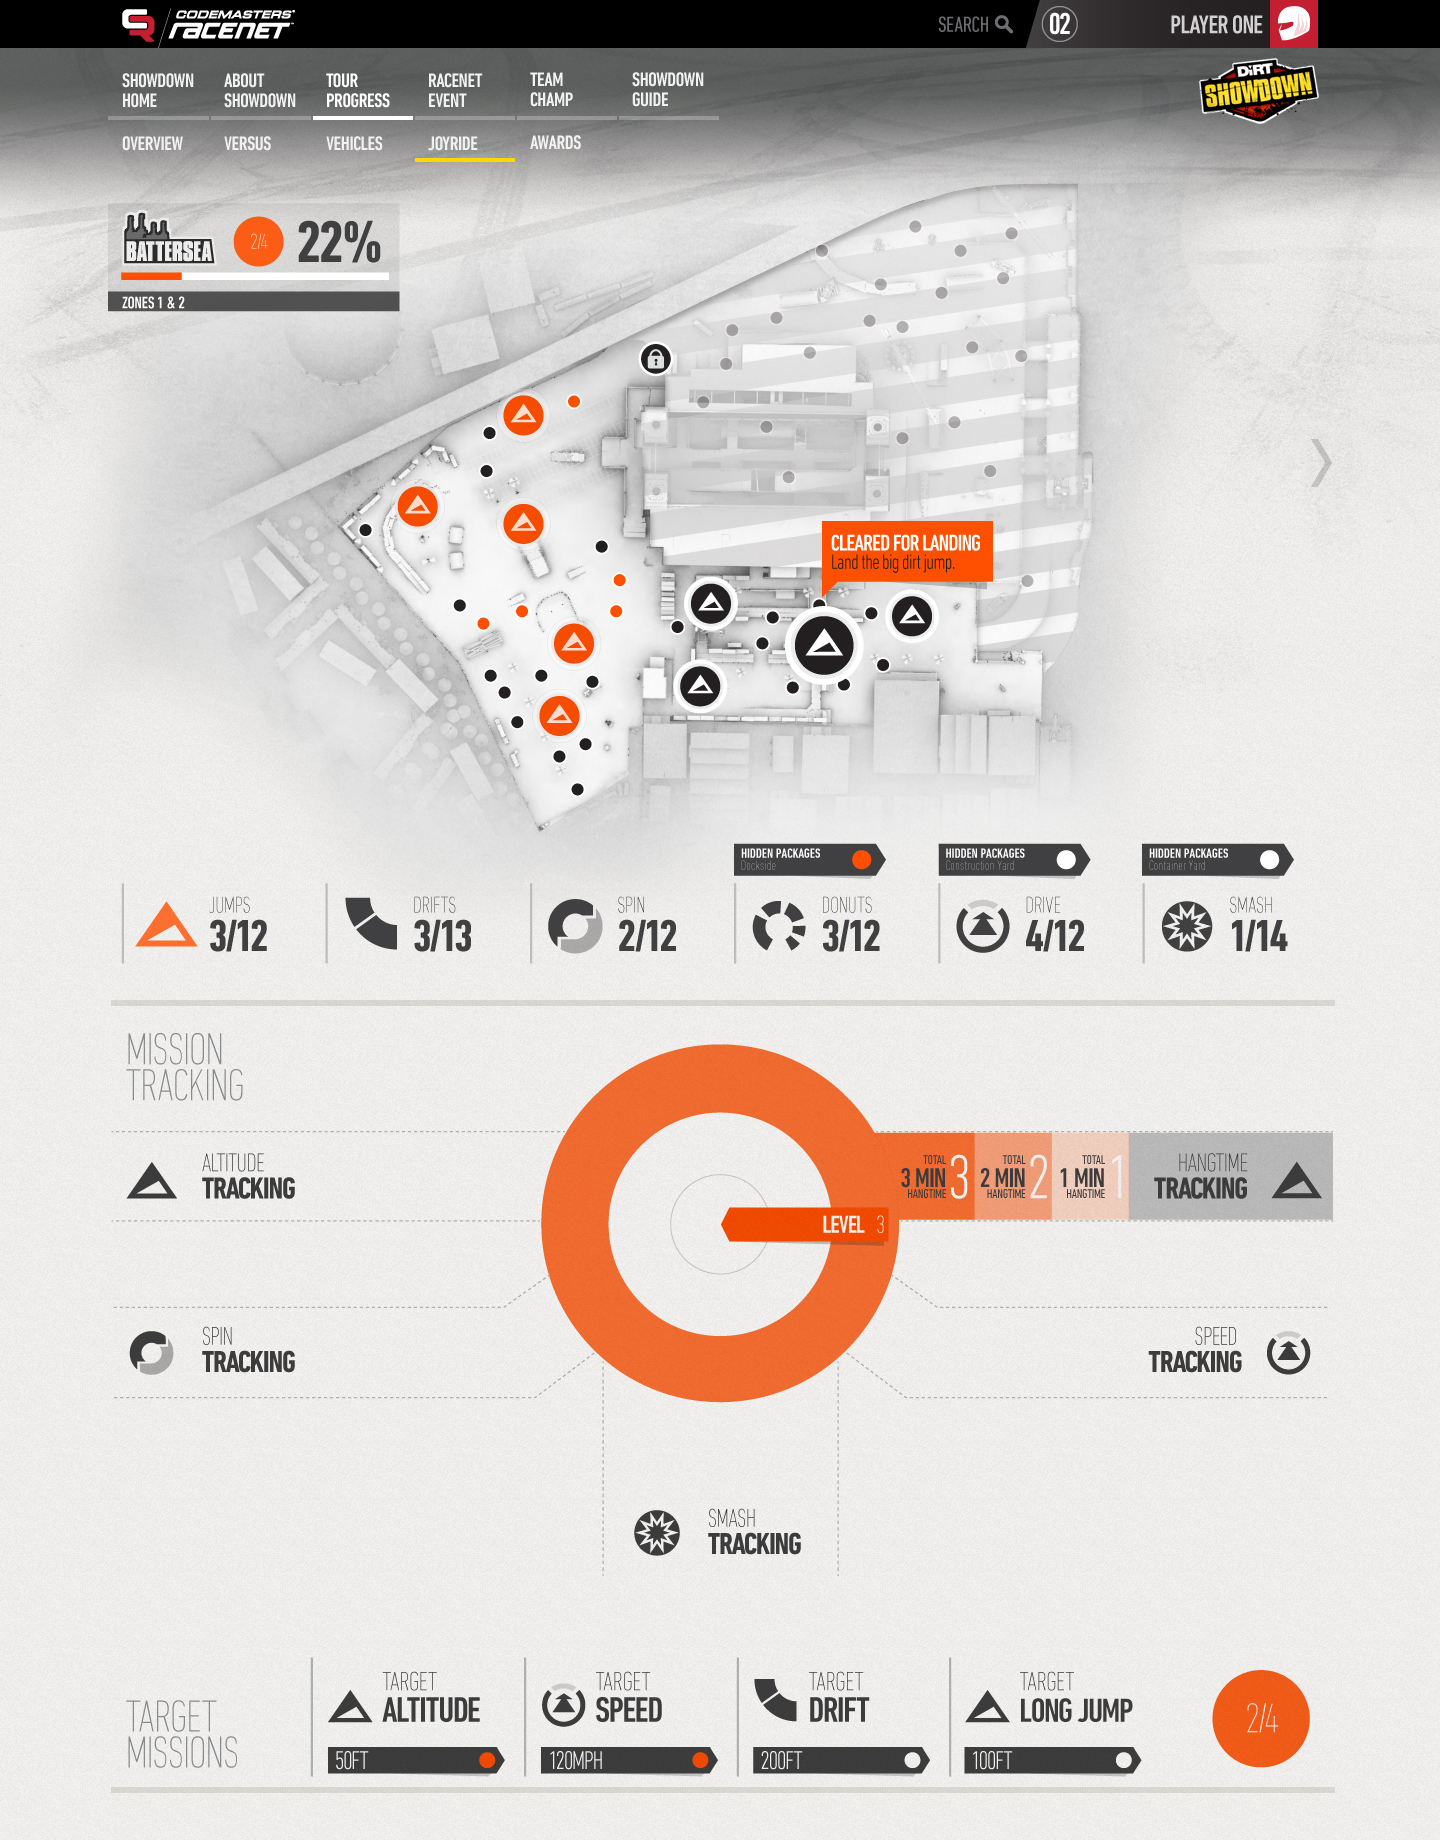 CODEMASTERS
racenet
SEARCH
02
PLAYER ONE
SHOWDOWN
HOME
ABOUT
SHOWDOWN
TOUR
PROGRESS
RACENET
EVENT
TEAM
CHAMP
SHOWDOWN
GUIDE
DiRT
SHOWDOWN
OVERVIEW
VERSUS
VEHICLES
JOYRIDE
AWARDS
BATTERSEA
2/4
22%
ZONES 1 & 2
CLEARED FOR LANDING
Land the big dirt jump.
HIDDEN PACKAGES
Dockside
HIDDEN PACKAGES
Construction Yard
HIDDEN PACKAGES
Container Yard
JUMPS
3/12
DRIFTS
3/13
SPIN
2/12
DONUTS
3/12
DRIVE
4/12
SMASH
1/14
MISSION
TRACKING
ALTITUDE
TRACKING
TOTAL
3 MIN
HANGTIME
3
TOTAL
2 MIN
HANGTIME
2
TOTAL
1 MIN
HANGTIME
1
HANGTIME
TRACKING
LEVEL 3
SPIN
TRACKING
SPEED
TRACKING
SMASH
TRACKING
TARGET
MISSIONS
TARGET
ALTITUDE
50FT
TARGET
SPEED
120MPH
TARGET
DRIFT
200FT
TARGET
LONG JUMP
100FT
2/4